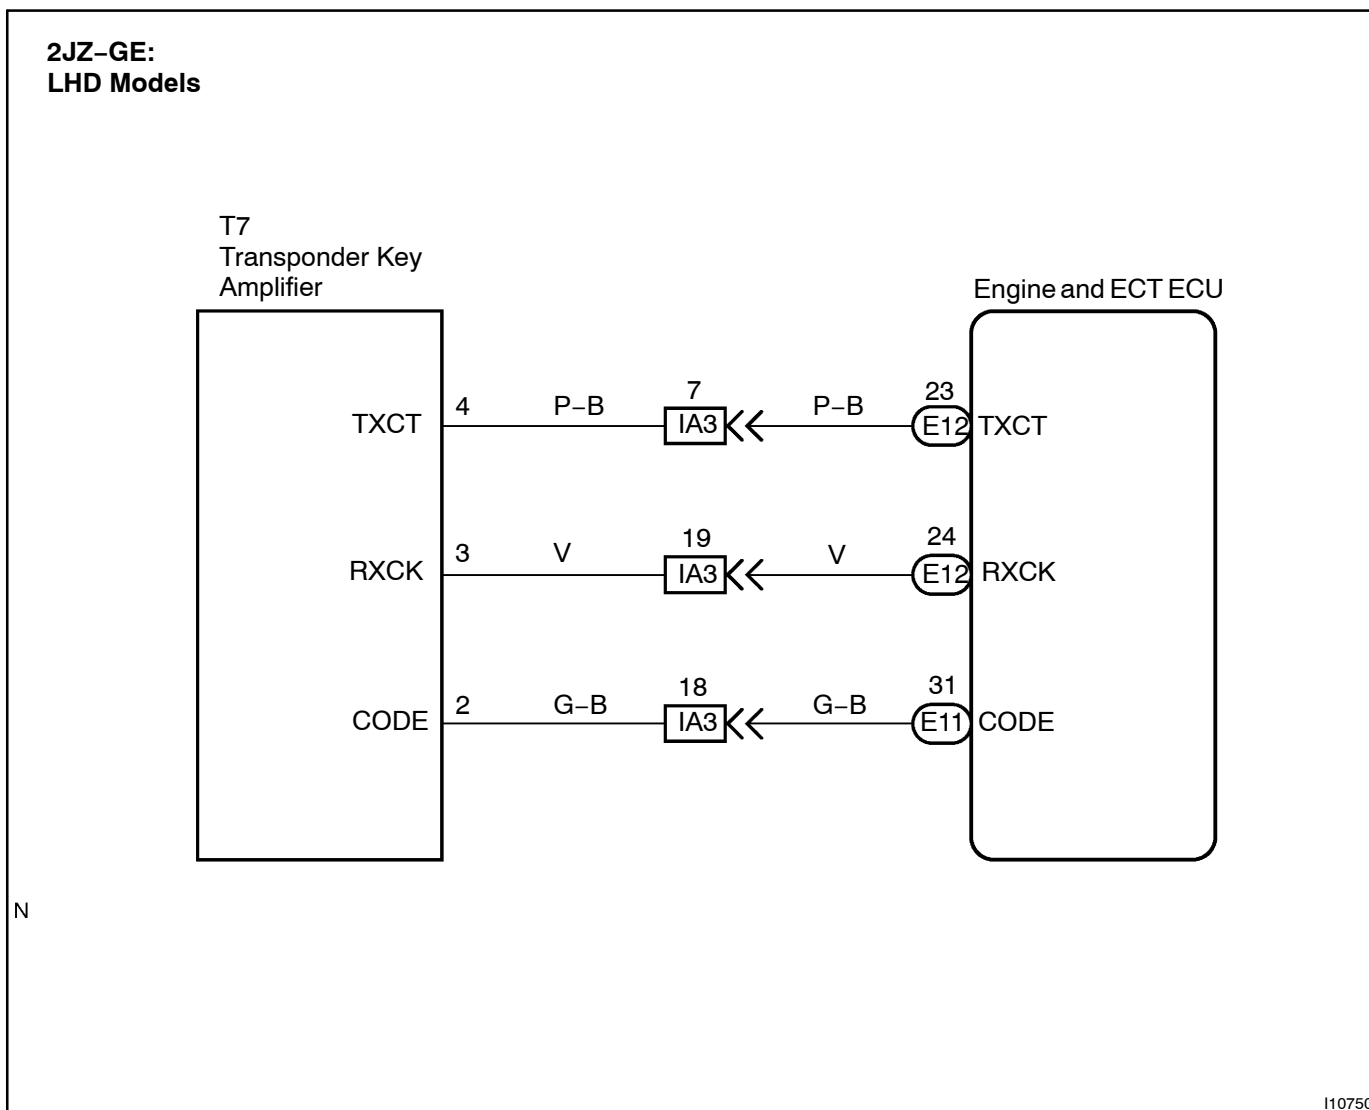 2JZ–GE:
LHD Models
T7
Transponder Key
Amplifier
Engine and ECT ECU
TXCT 4 P–B 7 IA3 P–B 23 E12 TXCT
RXCK 3 V 19 IA3 V 24 E12 RXCK
CODE 2 G–B 18 IA3 G–B 31 E11 CODE
N